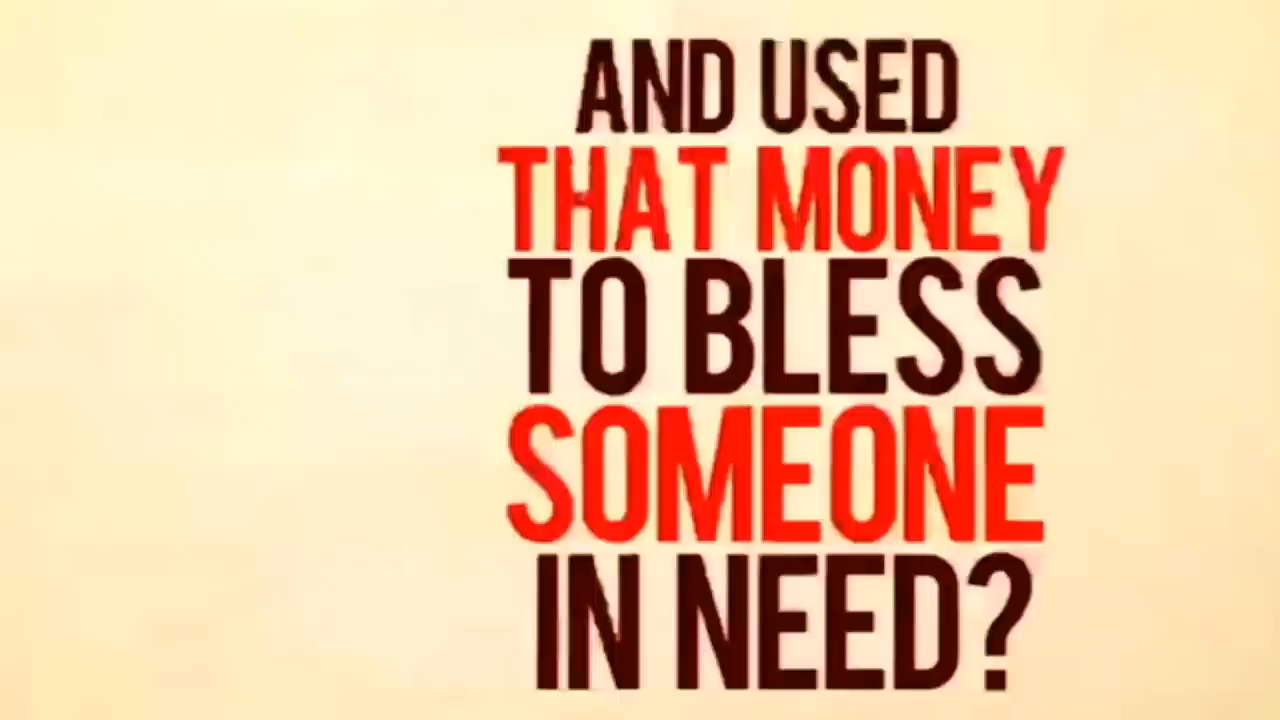 AND USED
THAT MONEY
TO BLESS
SOMEONE
IN NEED?